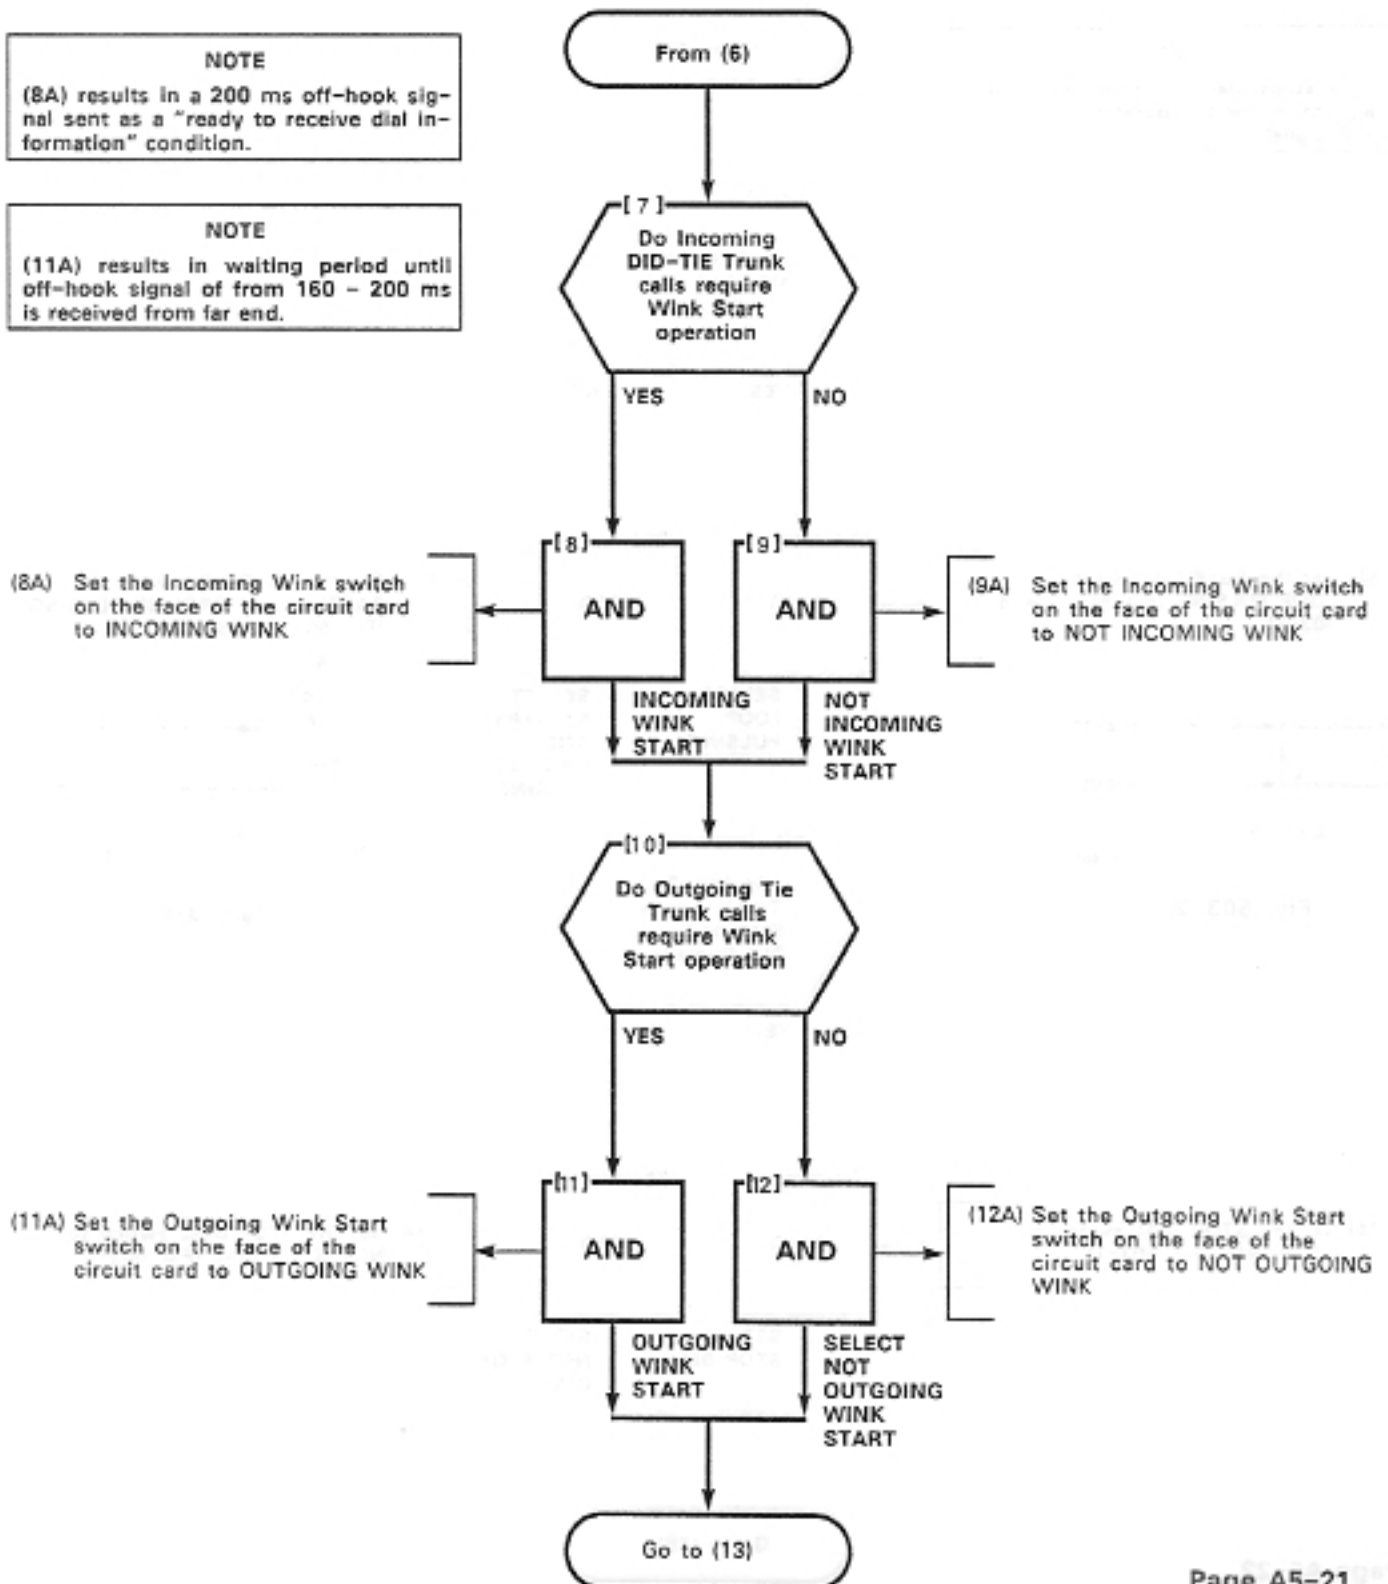 From (6)
NOTE
(8A) results in a 200 ms off-hook sig-
nal sent as a "ready to receive dial in-
formation" condition.
NOTE
(11A) results in waiting period until
off-hook signal of from 160 - 200 ms
is received from far end.
[7]
Do Incoming
DID-TIE Trunk
calls require
Wink Start
operation
YES
NO
[8]
AND
[9]
AND
(8A) Set the Incoming Wink switch
on the face of the circuit card
to INCOMING WINK
(9A) Set the Incoming Wink switch
on the face of the circuit card
to NOT INCOMING WINK
INCOMING
WINK
START
NOT
INCOMING
WINK
START
[10]
Do Outgoing Tie
Trunk calls
require Wink
Start operation
YES
NO
[11]
AND
[12]
AND
(11A) Set the Outgoing Wink Start
switch on the face of the
circuit card to OUTGOING WINK
(12A) Set the Outgoing Wink Start
switch on the face of the
circuit card to NOT OUTGOING
WINK
OUTGOING
WINK
START
SELECT
NOT
OUTGOING
WINK
START
Go to (13)
Page A5-21